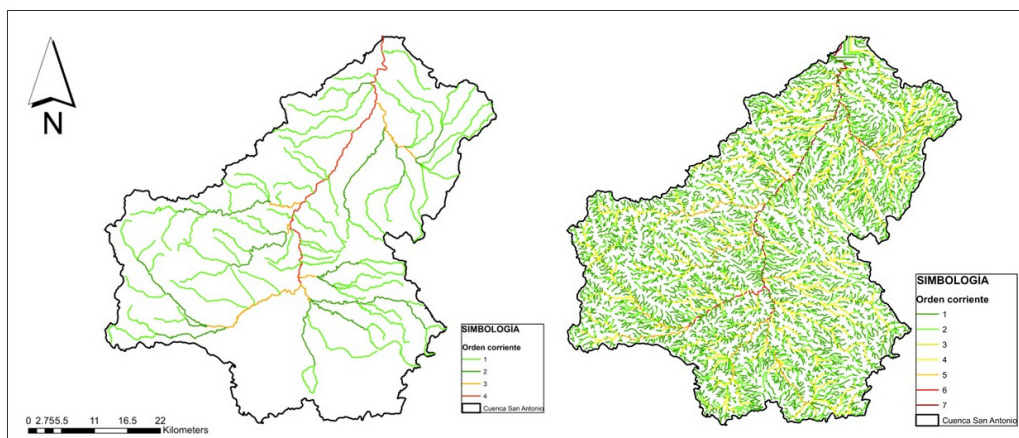 N
SIMBOLOGÍA
Orden corriente
1
2
3
4
Cuenca San Antonio
0 2.755.5 11 16.5 22
Kilometers
SIMBOLOGÍA
Orden corriente
1
2
3
4
5
6
7
Cuenca San Antonio